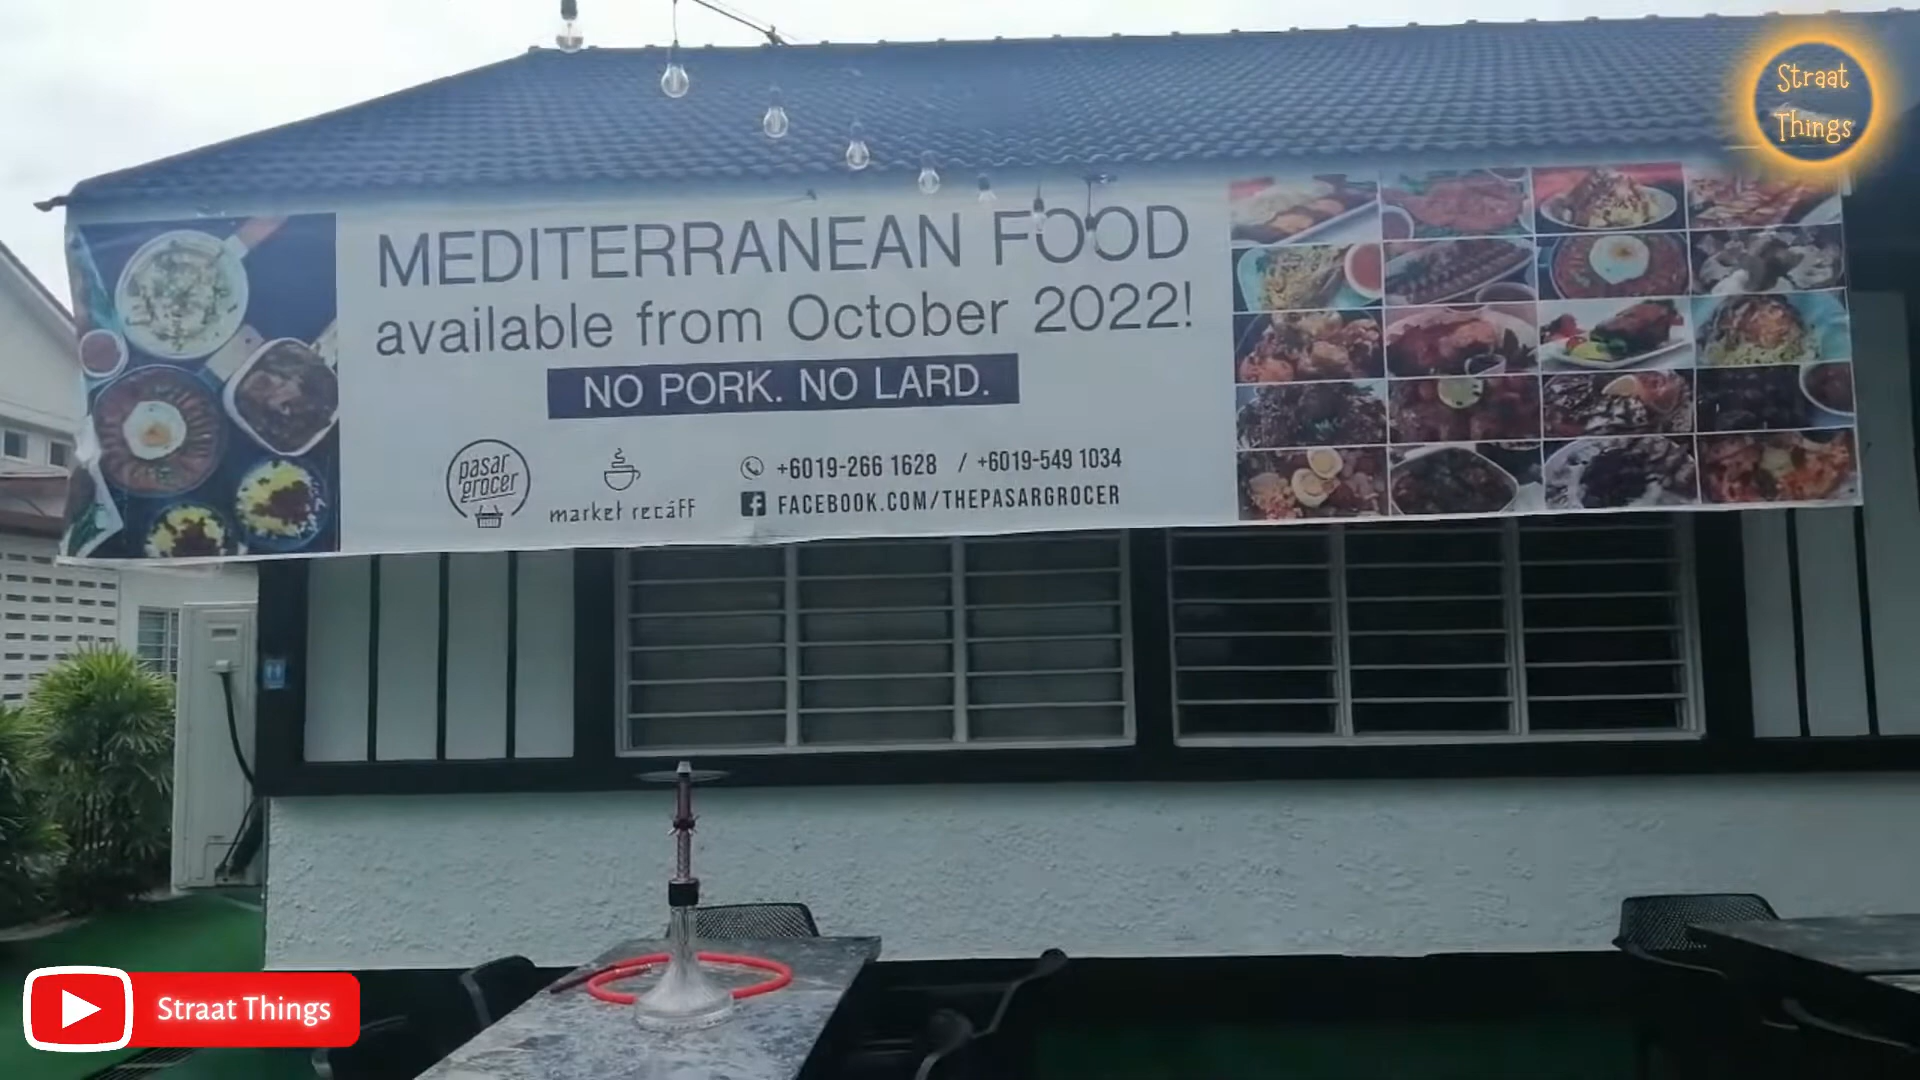 Straat
Things
MEDITERRANEAN FOOD
available from October 2022!
NO PORK. NO LARD.
pasar
grocer
market recáff
+6019-266 1628 / +6019-549 1034
FACEBOOK.COM/THEPASARGROCER
Straat Things